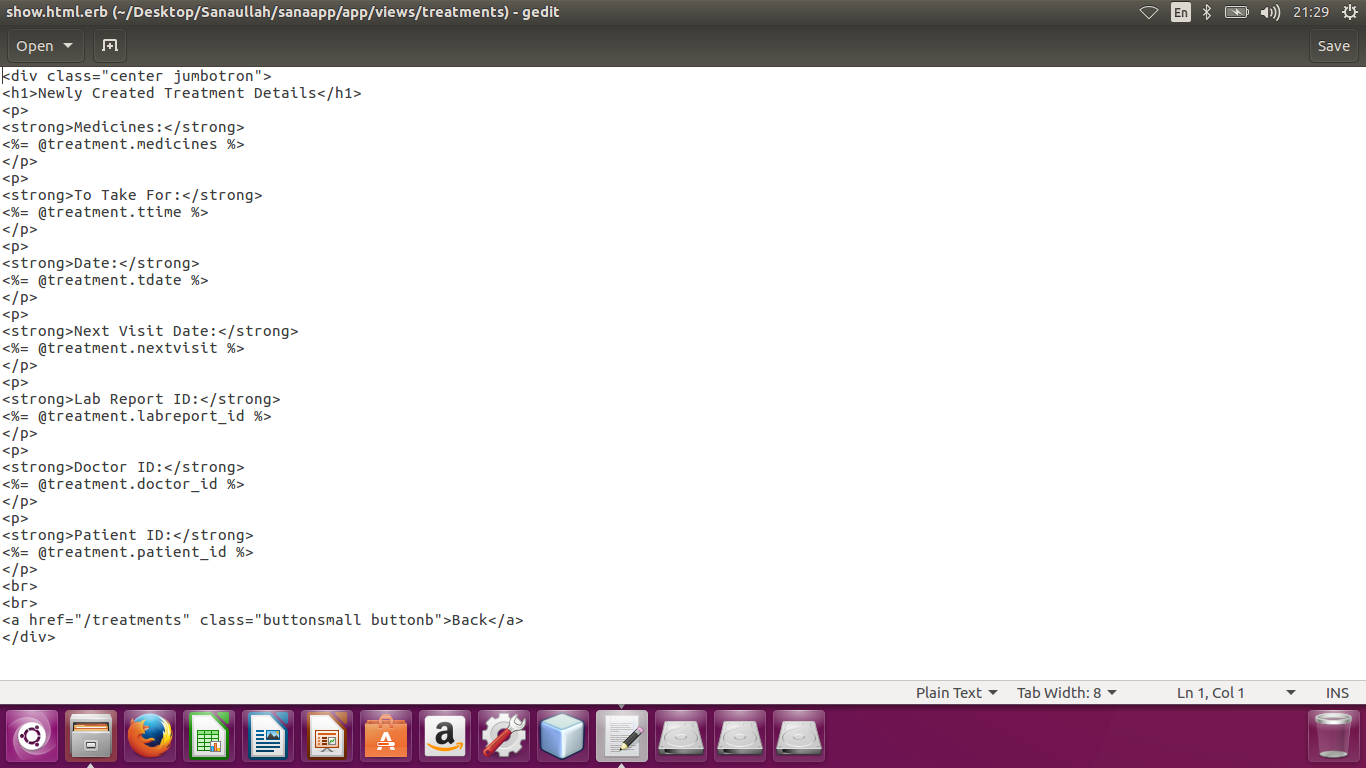 show.html.erb (~/Desktop/Sanaullah/sanaapp/app/views/treatments) - gedit
En
21:29
Open
Save
<div class="center jumbotron">
<h1>Newly Created Treatment Details</h1>
<p>
<strong>Medicines:</strong>
<%= @treatment.medicines %>
</p>
<p>
<strong>To Take For:</strong>
<%= @treatment.ttime %>
</p>
<p>
<strong>Date:</strong>
<%= @treatment.tdate %>
</p>
<p>
<strong>Next Visit Date:</strong>
<%= @treatment.nextvisit %>
</p>
<p>
<strong>Lab Report ID:</strong>
<%= @treatment.labreport_id %>
</p>
<p>
<strong>Doctor ID:</strong>
<%= @treatment.doctor_id %>
</p>
<p>
<strong>Patient ID:</strong>
<%= @treatment.patient_id %>
</p>
<br>
<br>
<a href="/treatments" class="buttonsmall buttonb">Back</a>
</div>
Plain Text
Tab Width: 8
Ln 1, Col 1
INS